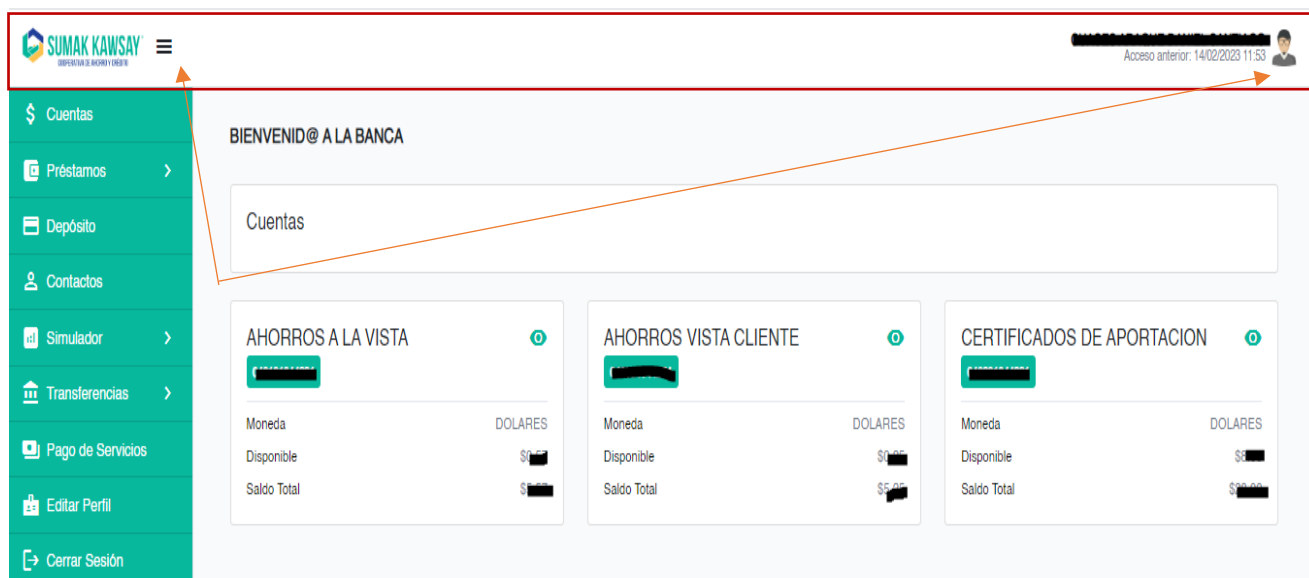 SUMAK KAWSAY
COOPERATIVA DE AHORRO Y CRÉDITO
Acceso anterior: 14/02/2023 11:53
Cuentas
Préstamos
Depósito
Contactos
Simulador
Transferencias
Pago de Servicios
Editar Perfil
Cerrar Sesión
BIENVENID@ A LA BANCA
Cuentas
AHORROS A LA VISTA
Moneda DOLARES
Disponible
Saldo Total
AHORROS VISTA CLIENTE
Moneda DOLARES
Disponible
Saldo Total
CERTIFICADOS DE APORTACION
Moneda DOLARES
Disponible
Saldo Total